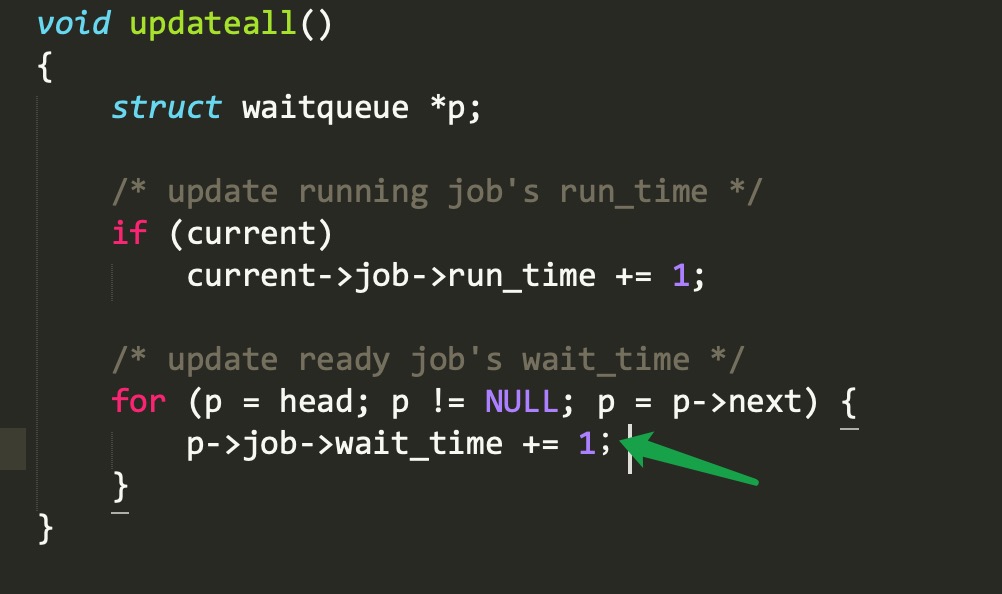 void updateall()
{
struct waitqueue *p;
/* update running job's run_time */
if (current)
current->job->run_time += 1;
/* update ready job's wait_time */
for (p = head; p != NULL; p = p->next) {
p->job->wait_time += 1；
}
}